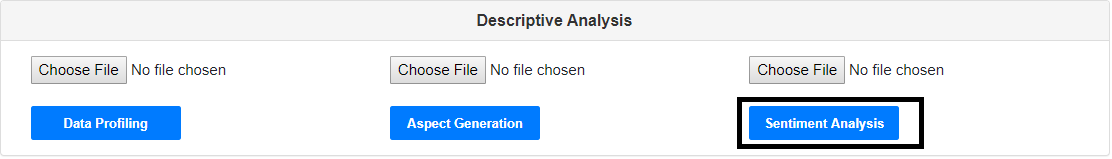 Descriptive Analysis
Choose File No file chosen Choose File No file chosen Choose File No file chosen
Data Profiling Aspect Generation Sentiment Analysis